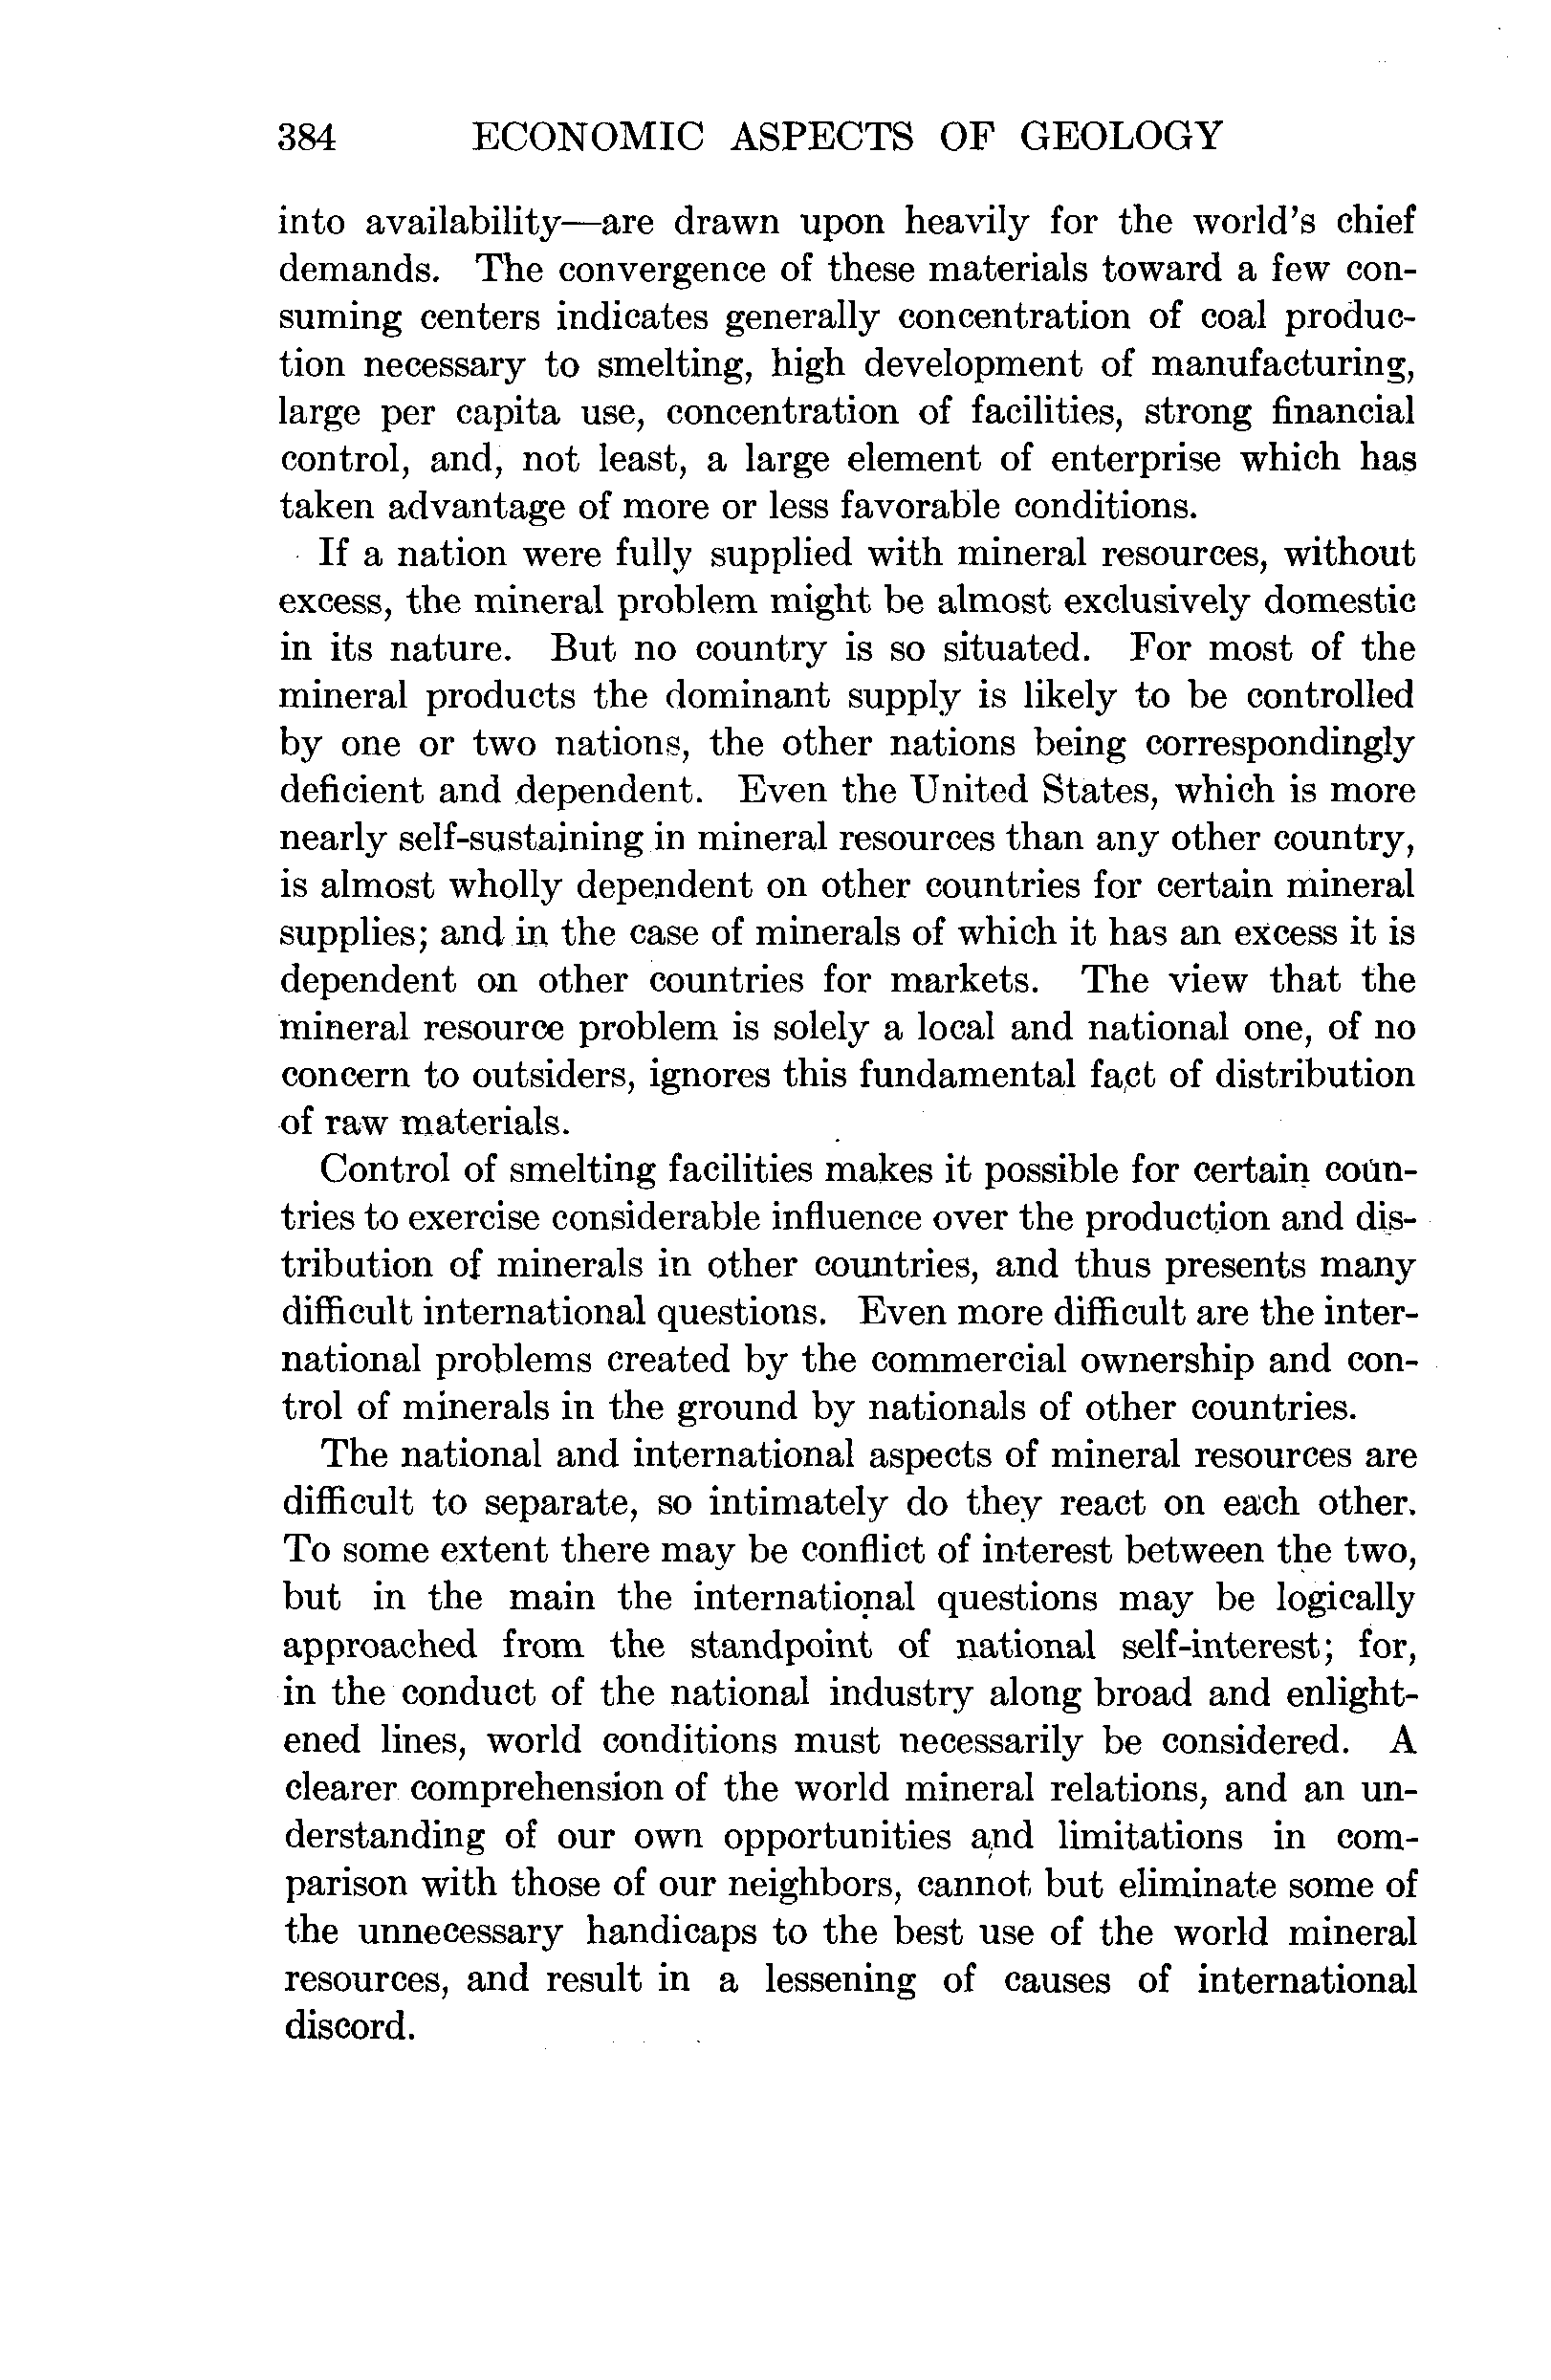 384 ECONOMIC ASPECTS OF GEOLOGY
into availability—are drawn upon heavily for the world's chief
demands. The convergence of these materials toward a few con-
suming centers indicates generally concentration of coal produc-
tion necessary to smelting, high development of manufacturing,
large per capita use, concentration of facilities, strong financial
control, and, not least, a large element of enterprise which has
taken advantage of more or less favorable conditions.
If a nation were fully supplied with mineral resources, without
excess, the mineral problem might be almost exclusively domestic
in its nature. But no country is so situated. For most of the
mineral products the dominant supply is likely to be controlled
by one or two nations, the other nations being correspondingly
deficient and dependent. Even the United States, which is more
nearly self-sustaining in mineral resources than any other country,
is almost wholly dependent on other countries for certain mineral
supplies; and in the case of minerals of which it has an excess it is
dependent on other countries for markets. The view that the
mineral resource problem is solely a local and national one, of no
concern to outsiders, ignores this fundamental fact of distribution
of raw materials.
Control of smelting facilities makes it possible for certain coun-
tries to exercise considerable influence over the production and dis-
tribution of minerals in other countries, and thus presents many
difficult international questions. Even more difficult are the inter-
national problems created by the commercial ownership and con-
trol of minerals in the ground by nationals of other countries.
The national and international aspects of mineral resources are
difficult to separate, so intimately do they react on each other.
To some extent there may be conflict of interest between the two,
but in the main the international questions may be logically
approached from the standpoint of national self-interest; for,
in the conduct of the national industry along broad and enlight-
ened lines, world conditions must necessarily be considered. A
clearer comprehension of the world mineral relations, and an un-
derstanding of our own opportunities and limitations in com-
parison with those of our neighbors, cannot but eliminate some of
the unnecessary handicaps to the best use of the world mineral
resources, and result in a lessening of causes of international
discord.